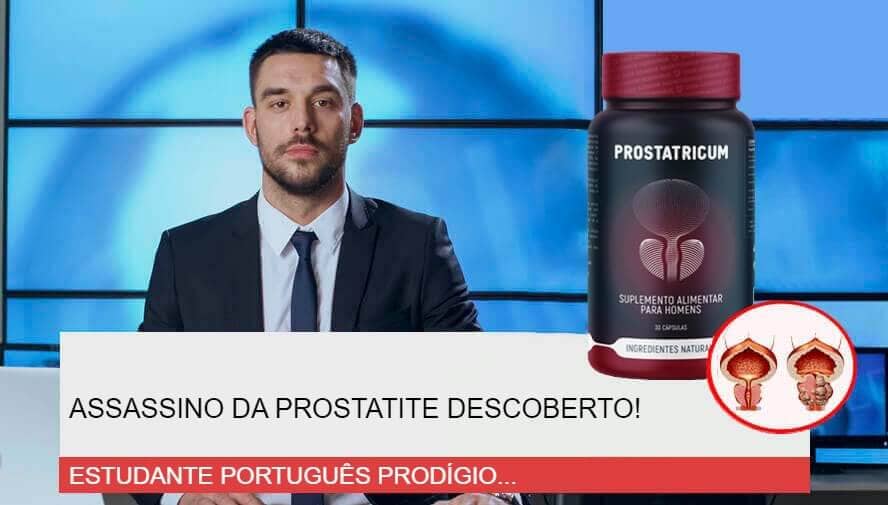 PROSTATRICUM
SUPLEMENTO ALIMENTAR
PARA HOMENS
30 CÁPSULAS
INGREDIENTES NATURA
ASSASSINO DA PROSTATITE DESCOBERTO!
ESTUDANTE PORTUGUÊS PRODÍGIO...